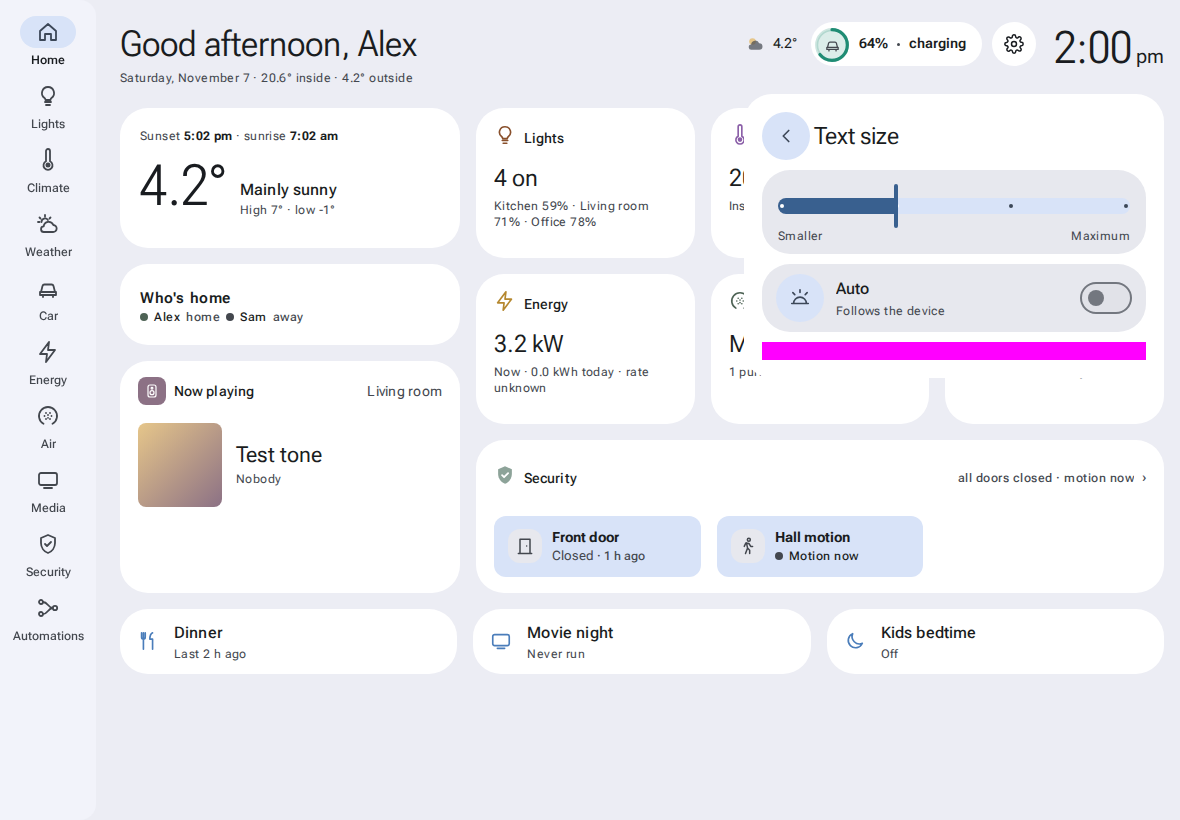 Home
Lights
Climate
Weather
Car
Energy
Air
Media
Security
Automations
Good afternoon, Alex
Saturday, November 7 · 20.6° inside · 4.2° outside
4.2°
64% · charging
2:00 pm
Sunset 5:02 pm · sunrise 7:02 am
4.2°
Mainly sunny
High 7° · low -1°
Who's home
Alex home Sam away
Now playing
Living room
Test tone
Nobody
Lights
4 on
Kitchen 59% · Living room
71% · Office 78%
Energy
3.2 kW
Now · 0.0 kWh today · rate
unknown
Text size
Smaller
Maximum
Auto
Follows the device
Security
all doors closed · motion now ›
Front door
Closed · 1 h ago
Hall motion
Motion now
Dinner
Last 2 h ago
Movie night
Never run
Kids bedtime
Off